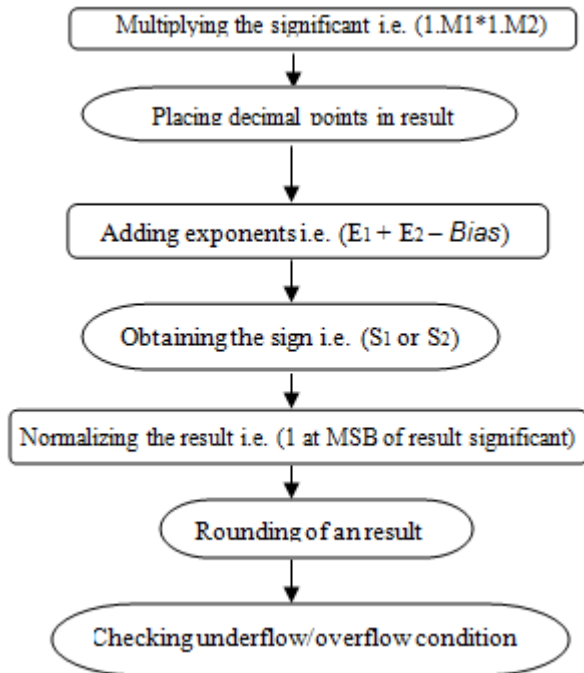 Multiplying the significant i.e. (1.M1*1.M2)
Placing decimal points in result
Adding exponents i.e. (E1 + E2 – Bias)
Obtaining the sign i.e. (S1 or S2)
Normalizing the result i.e. (1 at MSB of result significant)
Rounding of an result
Checking underflow/overflow condition